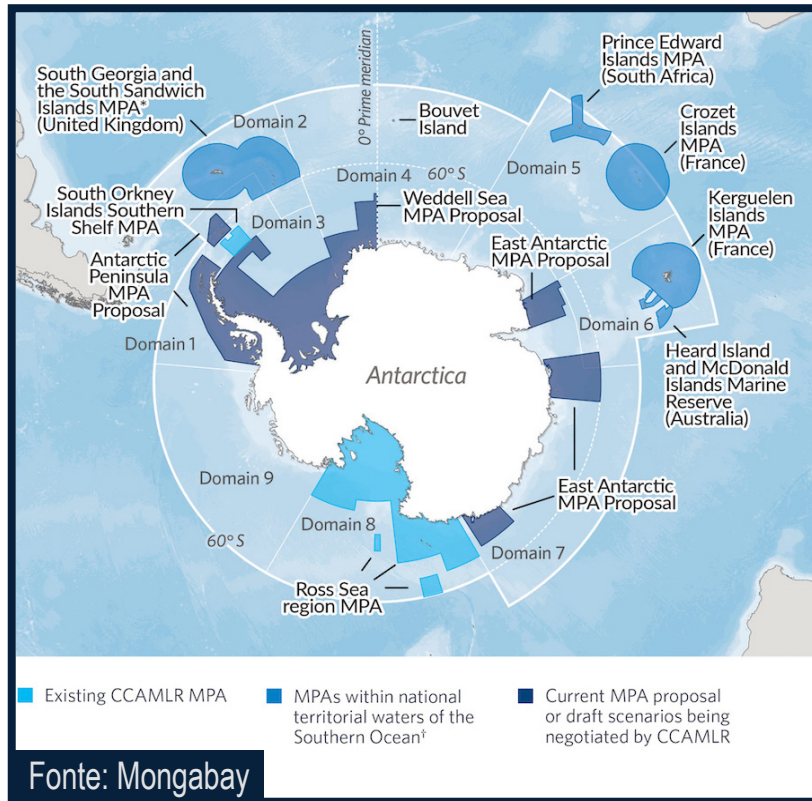 South Georgia and
the South Sandwich
Islands MPA*
(United Kingdom)
Domain 2
0° Prime meridian
Bouvet
Island
Prince Edward
Islands MPA
(South Africa)
Crozet
Islands
MPA
(France)
Domain 5
60° S
Domain 4
South Orkney
Islands Southern
Shelf MPA
Domain 3
Weddell Sea
MPA Proposal
Kerguelen
Islands
MPA
(France)
Antarctic
Peninsula
MPA
Proposal
East Antarctic
MPA Proposal
Domain 1
Domain 6
Heard Island
and McDonald
Islands Marine
Reserve
(Australia)
Antarctica
Domain 9
East Antarctic
MPA Proposal
60° S
Domain 8
Domain 7
Ross Sea
region MPA
Existing CCAMLR MPA
MPAs within national
territorial waters of the
Southern Ocean†
Current MPA proposal
or draft scenarios being
negotiated by CCAMLR
Fonte: Mongabay